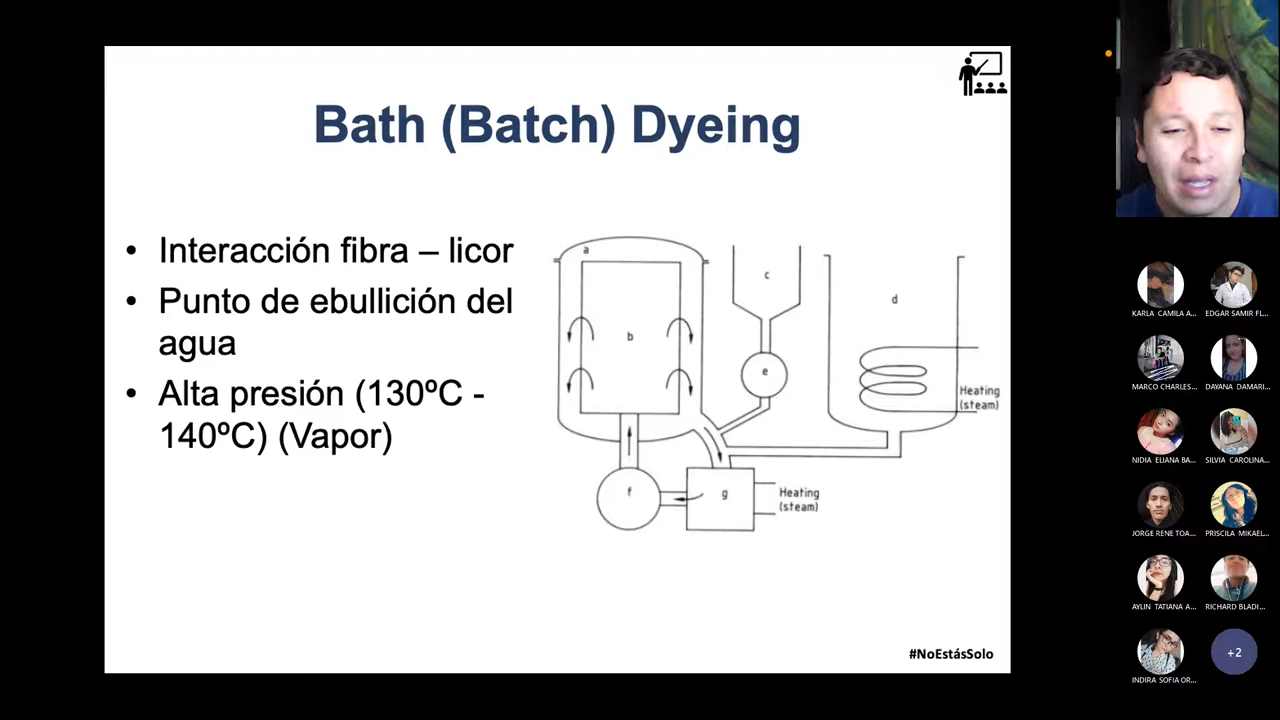 Bath (Batch) Dyeing
• Interacción fibra – licor
• Punto de ebullición del
agua
• Alta presión (130ºC -
140ºC) (Vapor)
a
b
c
d
e
f
g
Heating
(steam)
Heating
(steam)
#NoEstásSolo
KARLA CAMILA A...
EDGAR SAMIR FL...
MARCO CHARLES...
DAYANA DAMARI...
NIDIA ELIANA BA...
SILVIA CAROLINA...
JORGE RENE TOA...
PRISCILA MIKAEL...
AYLIN TATIANA A...
RICHARD BLADI...
INDIRA SOFIA OR...
+2